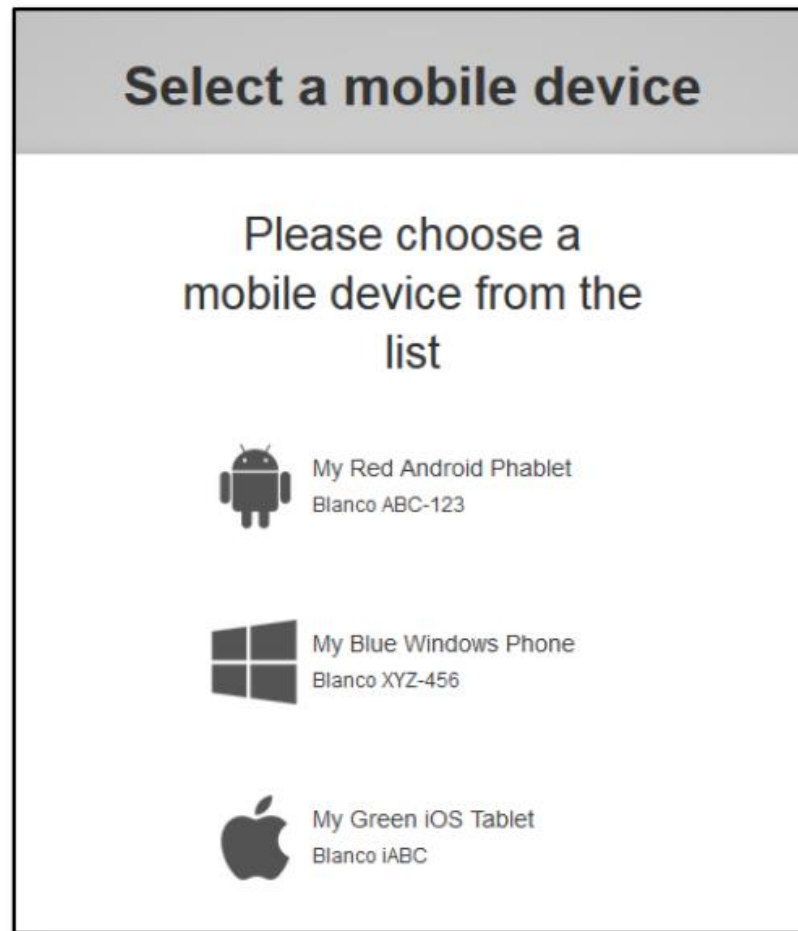 Select a mobile device
Please choose a
mobile device from the
list
My Red Android Phablet
Blanco ABC-123
My Blue Windows Phone
Blanco XYZ-456
My Green iOS Tablet
Blanco iABC